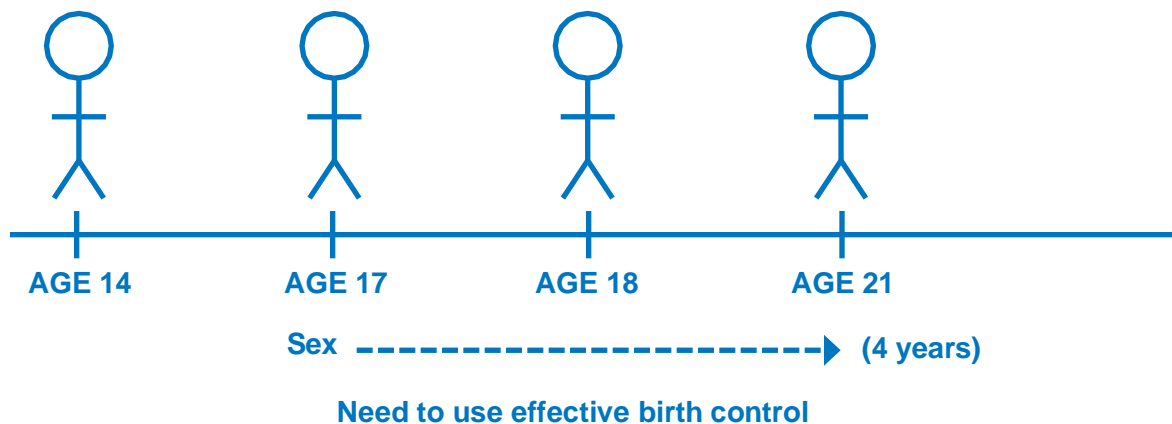 AGE 14 AGE 17 AGE 18 AGE 21
Sex (4 years)
Need to use effective birth control